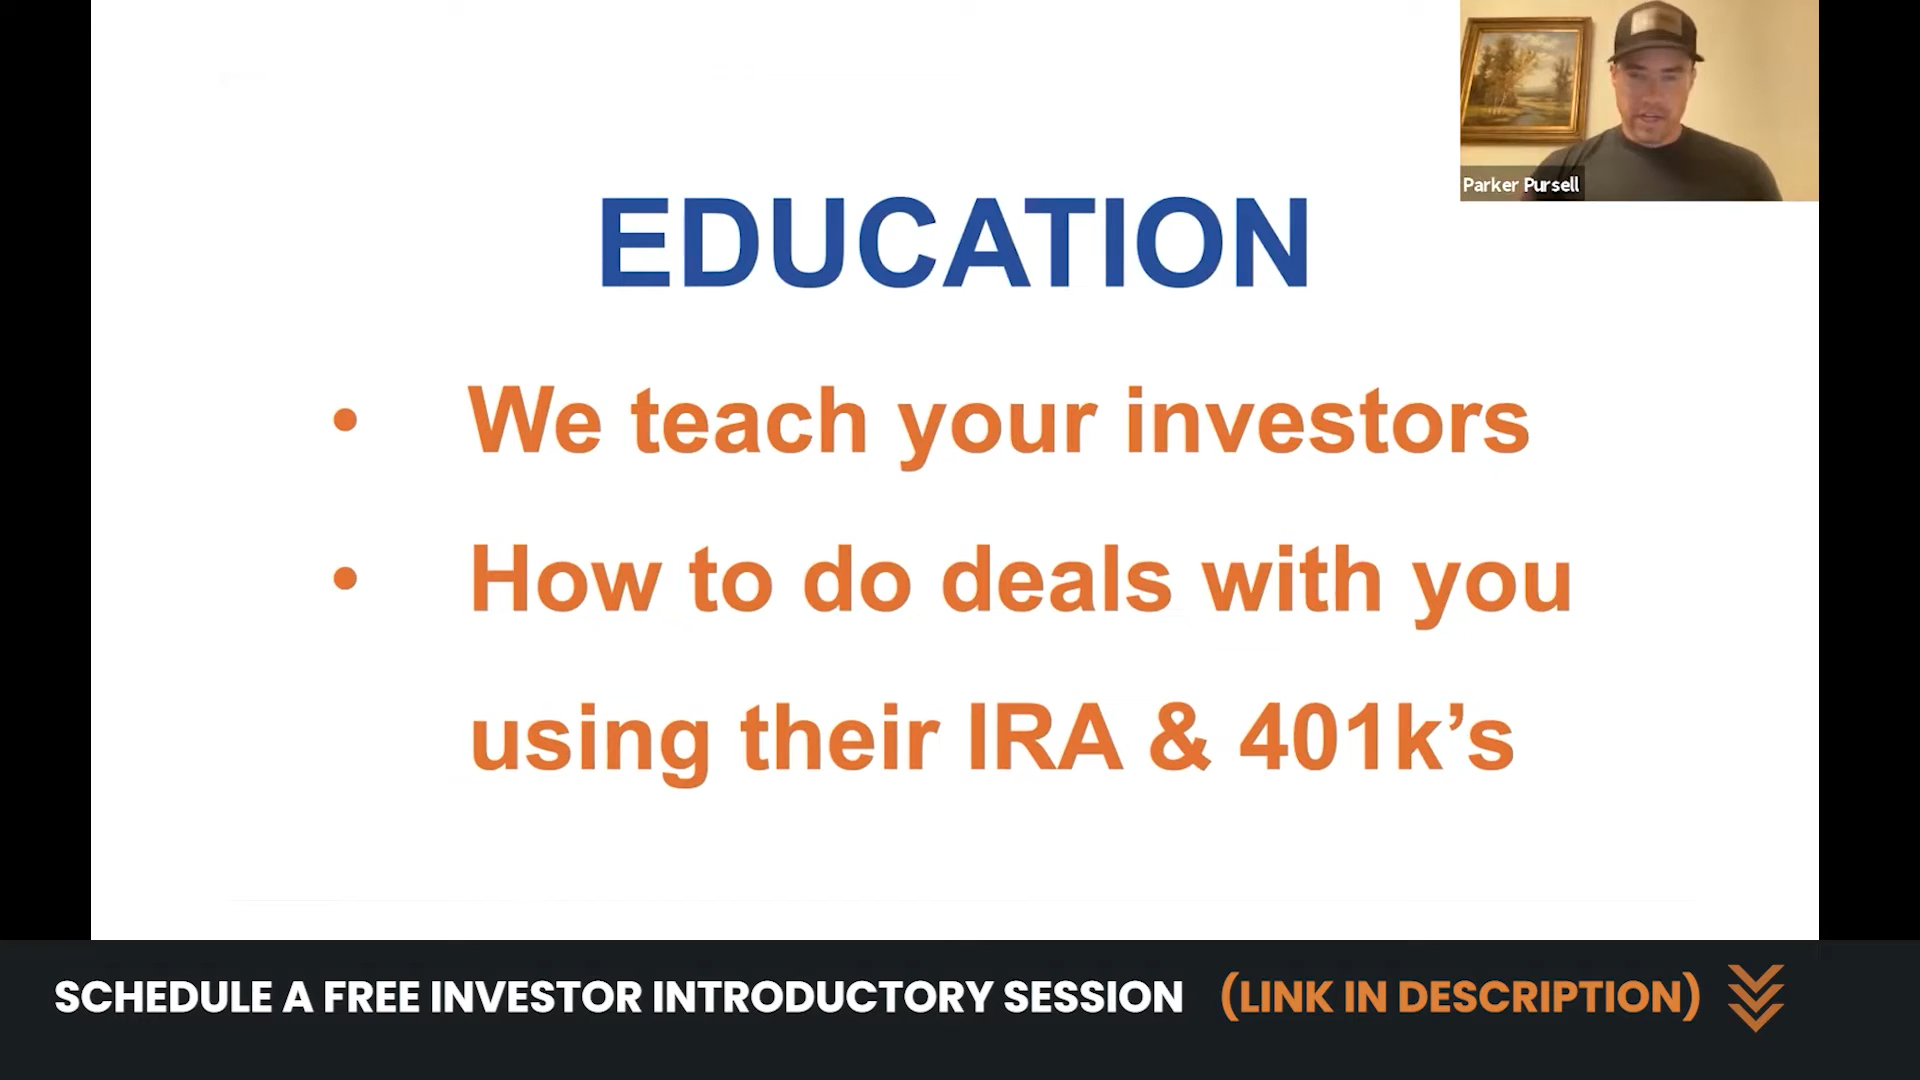 Parker Pursell
EDUCATION
• We teach your investors
• How to do deals with you
using their IRA & 401k’s
SCHEDULE A FREE INVESTOR INTRODUCTORY SESSION (LINK IN DESCRIPTION)